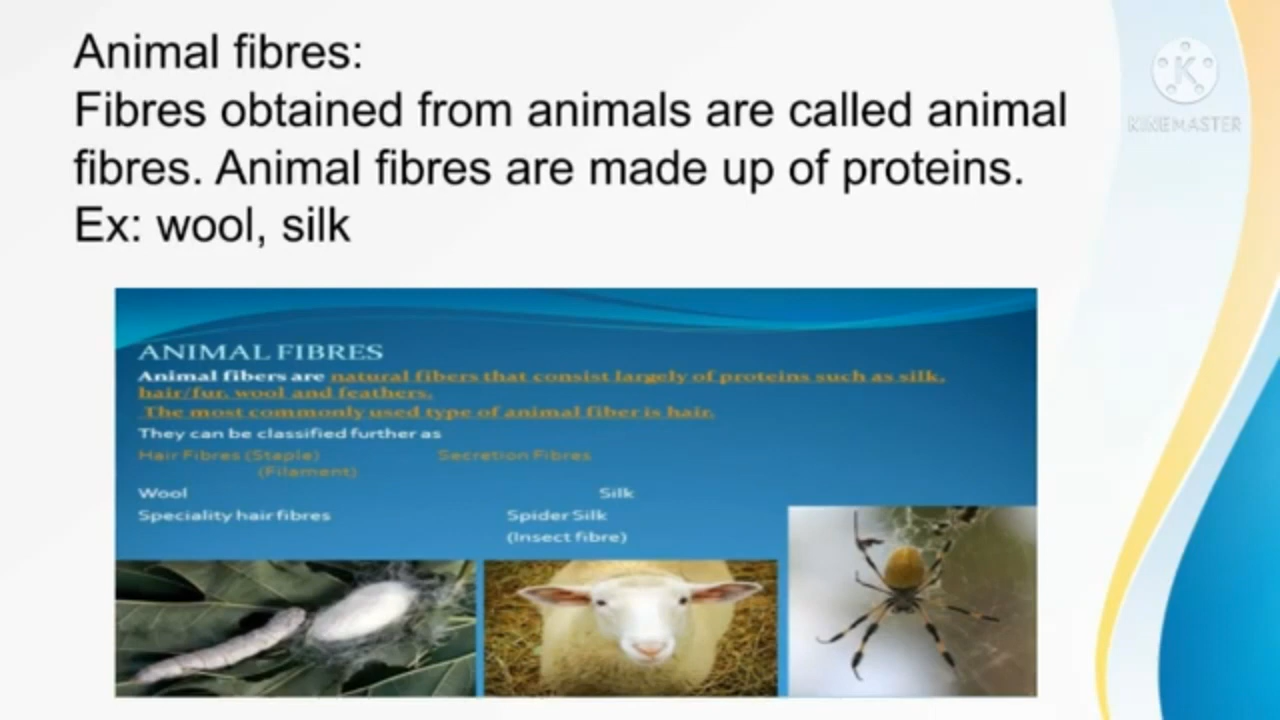 Animal fibres:
Fibres obtained from animals are called animal
fibres. Animal fibres are made up of proteins.
Ex: wool, silk
K
KINEMASTER
ANIMAL FIBRES
Animal fibers are natural fibers that consist largely of proteins such as silk,
hair/fur, wool and feathers.
The most commonly used type of animal fiber is hair.
They can be classified further as
Hair Fibres (Staple) Secretion Fibres
(Filament)
Wool Silk
Speciality hair fibres Spider Silk
(Insect fibre)